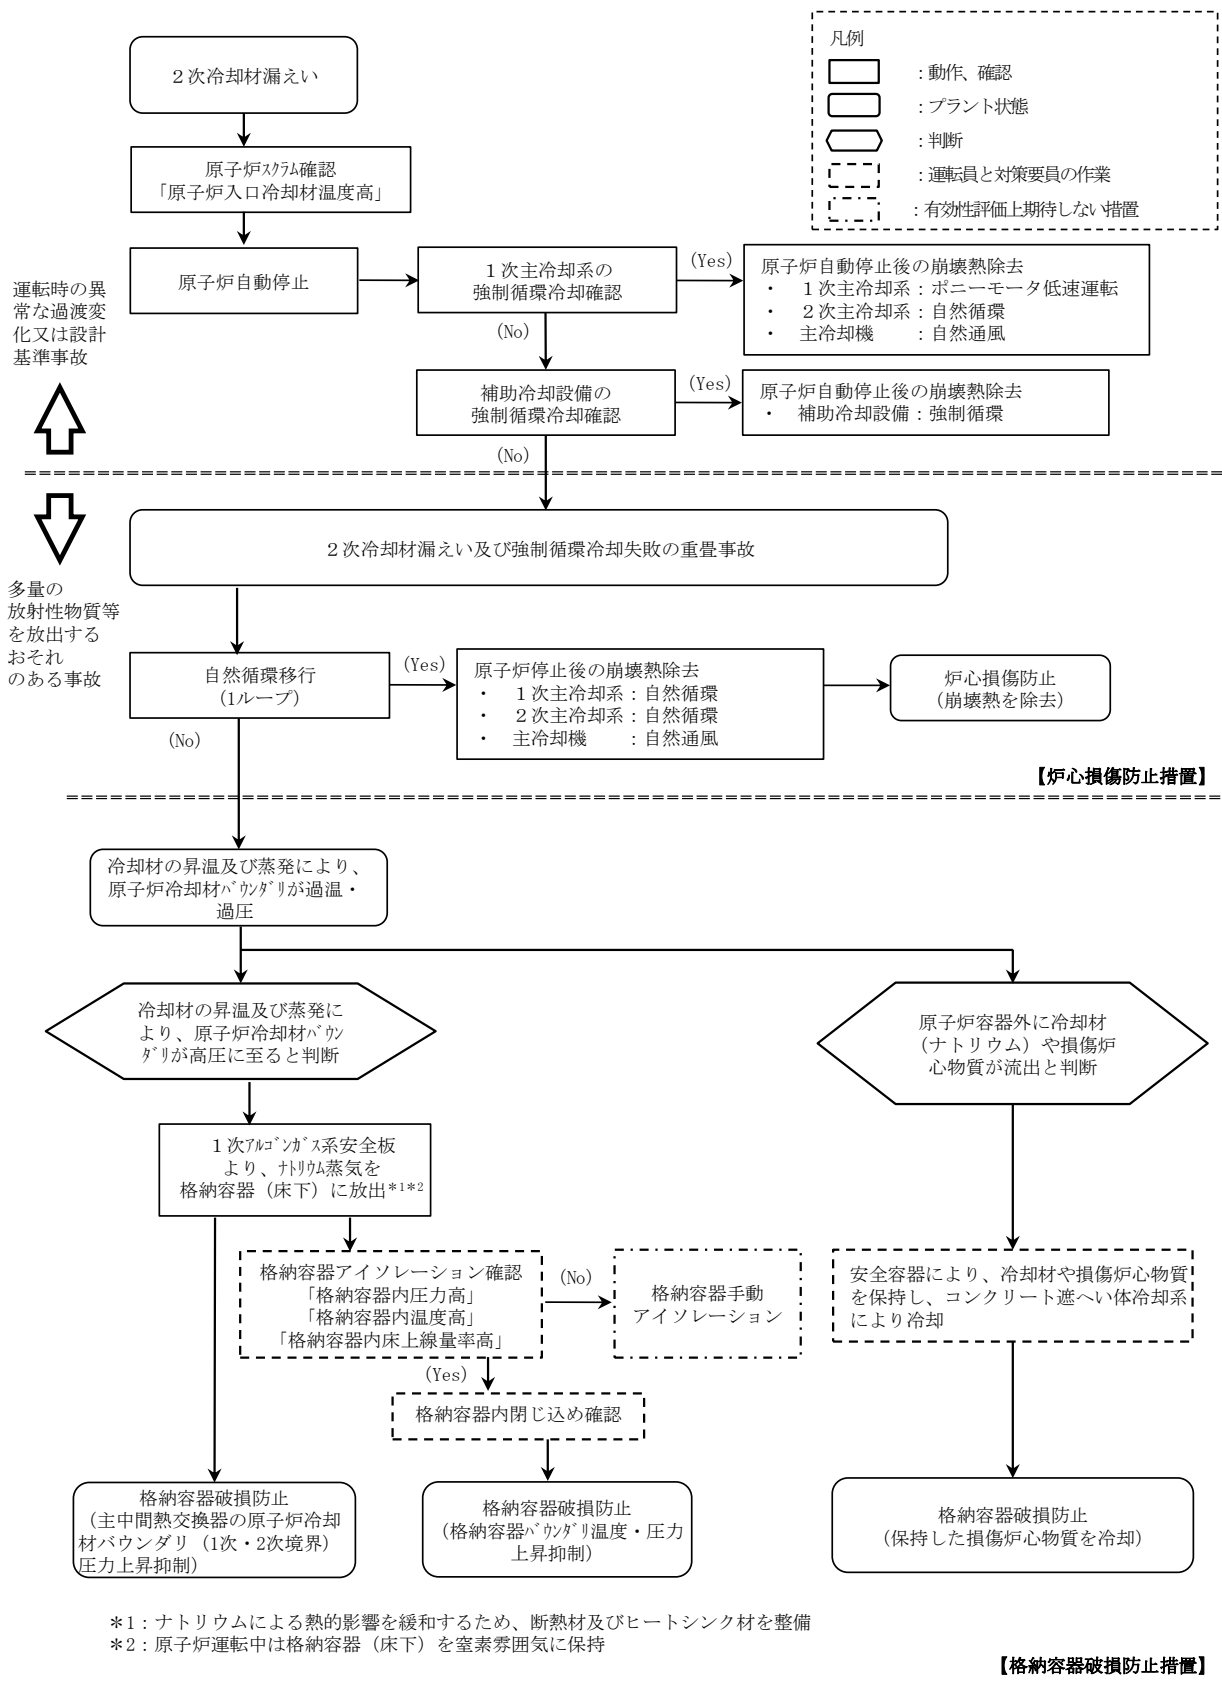 凡例
：動作、確認
：プラント状態
：判断
：運転員と対策要員の作業
：有効性評価上期待しない措置
２次冷却材漏えい
原子炉ｽｸﾗﾑ確認
「原子炉入口冷却材温度高」
原子炉自動停止
１次主冷却系の
強制循環冷却確認
(Yes)
原子炉自動停止後の崩壊熱除去
・　１次主冷却系：ポニーモータ低速運転
・　２次主冷却系：自然循環
・　主冷却機　　：自然通風
(No)
補助冷却設備の
強制循環冷却確認
(Yes)
原子炉自動停止後の崩壊熱除去
・　補助冷却設備：強制循環
(No)
運転時の異
常な過渡変
化又は設計
基準事故
多量の
放射性物質等
を放出する
おそれ
のある事故
２次冷却材漏えい及び強制循環冷却失敗の重畳事故
自然循環移行
(1ループ)
(Yes)
原子炉停止後の崩壊熱除去
・　１次主冷却系：自然循環
・　２次主冷却系：自然循環
・　主冷却機　　：自然通風
炉心損傷防止
（崩壊熱を除去）
(No)
【炉心損傷防止措置】
冷却材の昇温及び蒸発により、
原子炉冷却材ﾊﾞｳﾝﾀﾞﾘが過温・
過圧
冷却材の昇温及び蒸発に
より、原子炉冷却材ﾊﾞｳﾝ
ﾀﾞﾘが高圧に至ると判断
原子炉容器外に冷却材
（ナトリウム）や損傷炉
心物質が流出と判断
１次ｱﾙｺﾞﾝｶﾞｽ系安全板
より、ﾅﾄﾘｳﾑ蒸気を
格納容器（床下）に放出*1*2
格納容器アイソレーション確認
「格納容器内圧力高」
「格納容器内温度高」
「格納容器内床上線量率高」
(No)
格納容器手動
アイソレーション
安全容器により、冷却材や損傷炉心物質
を保持し、コンクリート遮へい体冷却系
により冷却
(Yes)
格納容器内閉じ込め確認
格納容器破損防止
（主中間熱交換器の原子炉冷却
材バウンダリ（1次・2次境界）
圧力上昇抑制）
格納容器破損防止
（格納容器ﾊﾞｳﾝﾀﾞﾘ温度・圧力
上昇抑制）
格納容器破損防止
（保持した損傷炉心物質を冷却）
＊1：ナトリウムによる熱的影響を緩和するため、断熱材及びヒートシンク材を整備
＊2：原子炉運転中は格納容器（床下）を窒素雰囲気に保持
【格納容器破損防止措置】